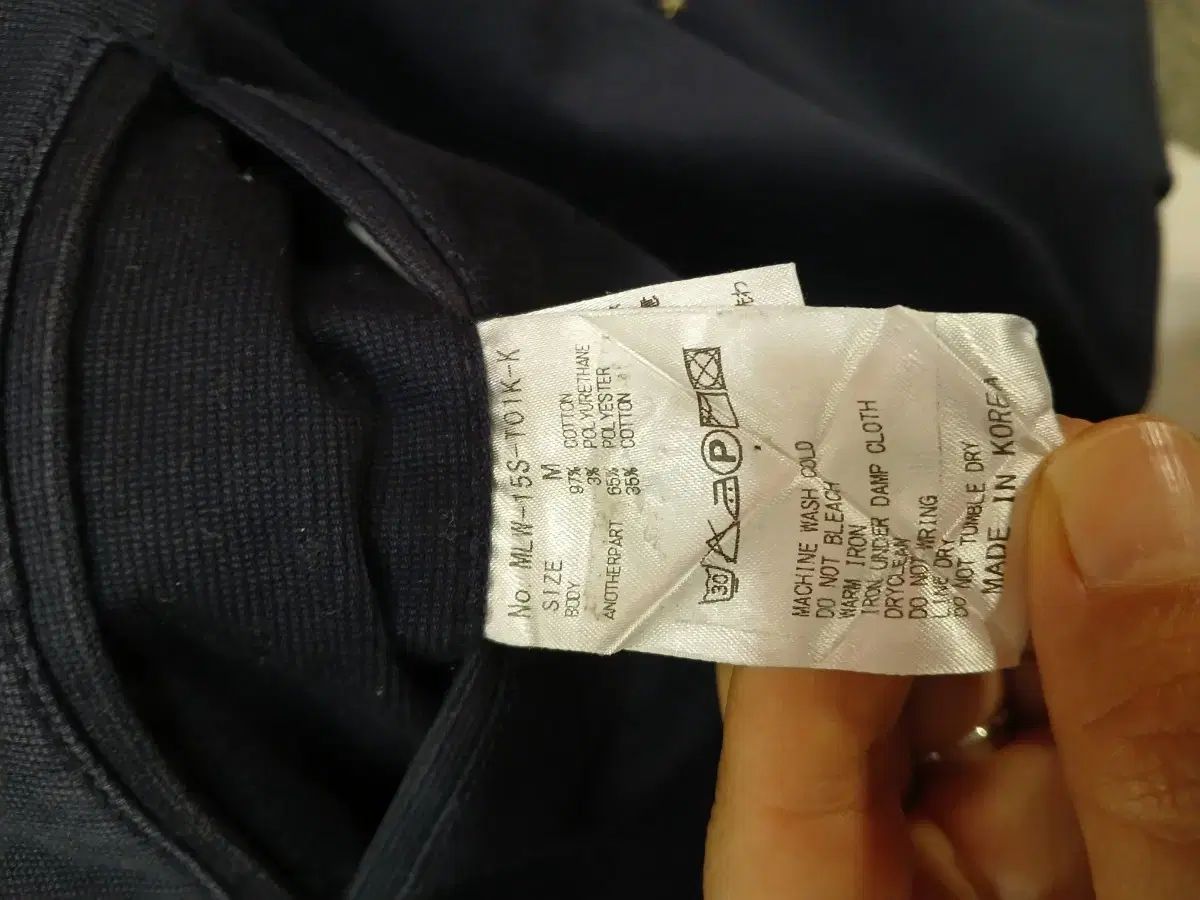 No. MLW-15S-T01K-K
SIZE M
BODY 97% COTTON
3% POLYURETHANE
ANOTHERPART 65% POLYESTER
35% COTTON
30 P
MACHINE WASH COLD
DO NOT BLEACH
WARM IRON
IRON UNDER DAMP CLOTH
DRYCLEAN
DO NOT WRING
LINE DRY
DO NOT TUMBLE DRY
MADE IN KOREA